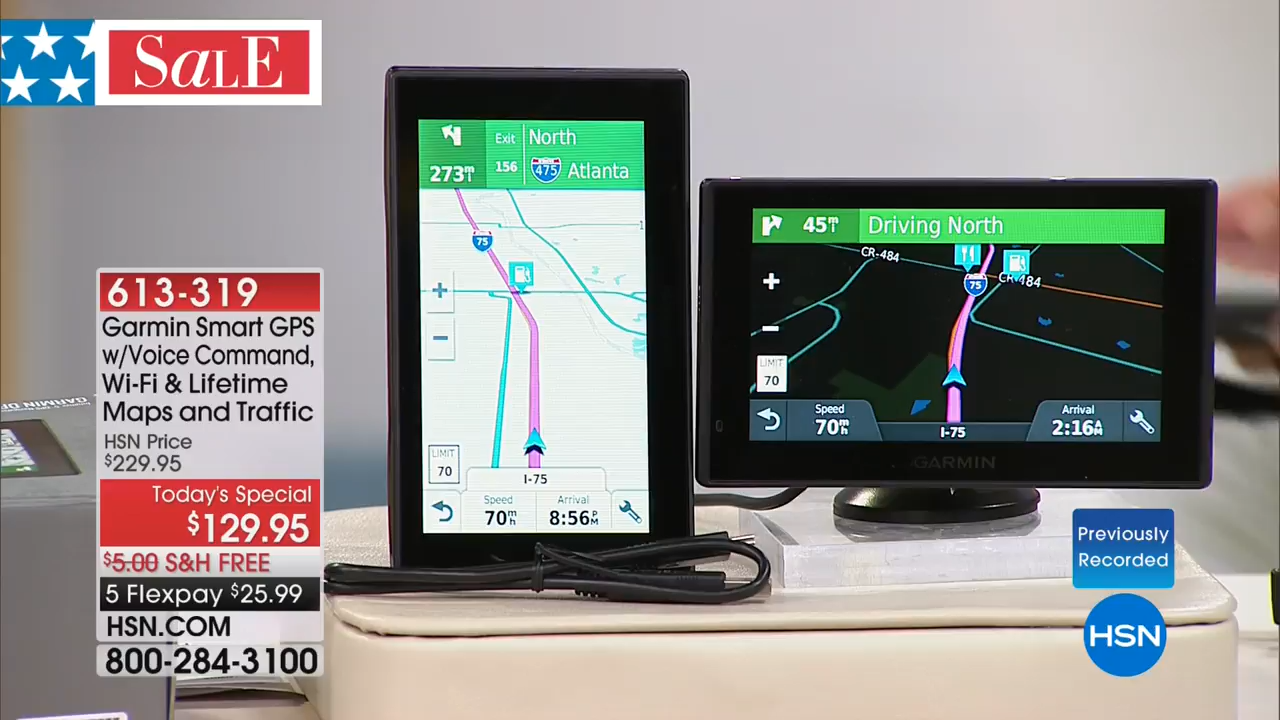 SaLE
613-319
Garmin Smart GPS
w/Voice Command,
Wi-Fi & Lifetime
Maps and Traffic
HSN Price
$229.95
Today's Special
$129.95
$5.00 S&H FREE
5 Flexpay $25.99
HSN.COM
800-284-3100
273mT
Exit 156
North
475 Atlanta
75
+
−
LIMIT
70
I-75
Speed
70mh
Arrival
8:56PM
45mT
Driving North
CR-484
CR-484
75
+
−
LIMIT
70
Speed
70mh
I-75
Arrival
2:16A
GARMIN
Previously
Recorded
HSN